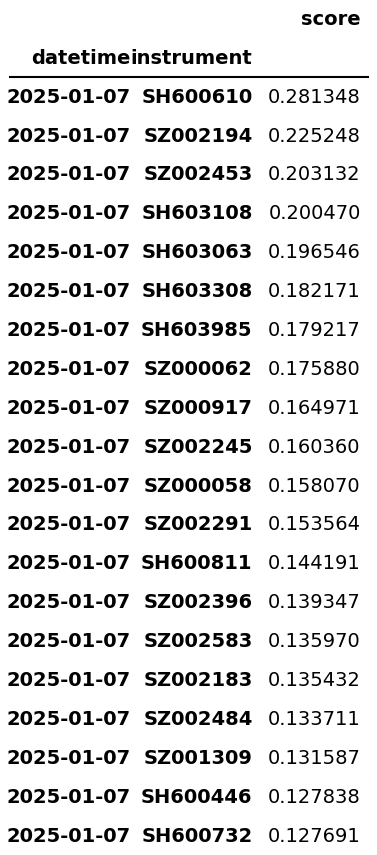 score
datetime instrument
2025-01-07 SH600610 0.281348
2025-01-07 SZ002194 0.225248
2025-01-07 SZ002453 0.203132
2025-01-07 SH603108 0.200470
2025-01-07 SH603063 0.196546
2025-01-07 SH603308 0.182171
2025-01-07 SH603985 0.179217
2025-01-07 SZ000062 0.175880
2025-01-07 SZ000917 0.164971
2025-01-07 SZ002245 0.160360
2025-01-07 SZ000058 0.158070
2025-01-07 SZ002291 0.153564
2025-01-07 SH600811 0.144191
2025-01-07 SZ002396 0.139347
2025-01-07 SZ002583 0.135970
2025-01-07 SZ002183 0.135432
2025-01-07 SZ002484 0.133711
2025-01-07 SZ001309 0.131587
2025-01-07 SH600446 0.127838
2025-01-07 SH600732 0.127691